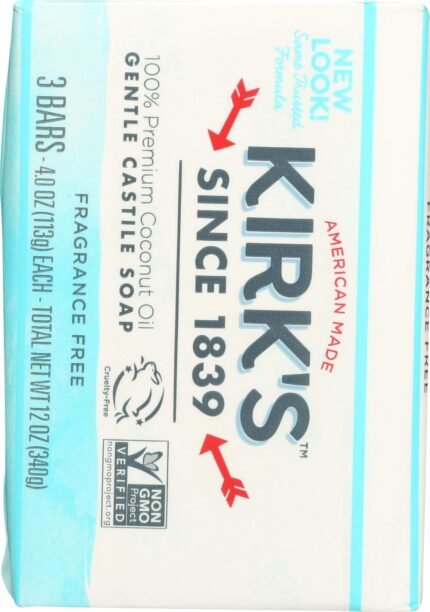 NEW
LOOK!
Same Trusted
Formula
AMERICAN MADE
KIRK'S™
SINCE 1839
100% Premium Coconut Oil
GENTLE CASTILE SOAP
Cruelty-Free
NON
GMO
Project
VERIFIED
nongmoproject.org
FRAGRANCE FREE
3 BARS - 4.0 OZ (113g) EACH - TOTAL NET WT 12 OZ (340g)
FRAGRANCE FREE